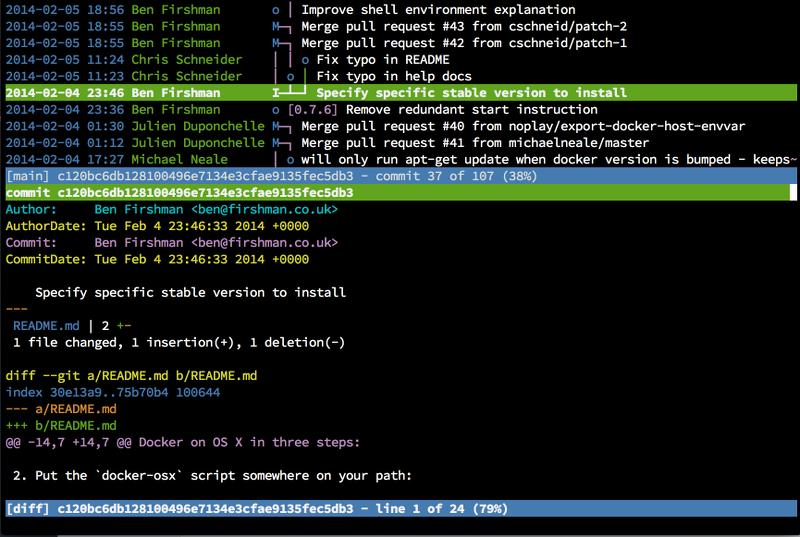 2014-02-05 18:56 Ben Firshman o │ Improve shell environment explanation
2014-02-05 18:55 Ben Firshman M─┐ Merge pull request #43 from cschneid/patch-2
2014-02-05 18:55 Ben Firshman M─┐ Merge pull request #42 from cschneid/patch-1
2014-02-05 11:24 Chris Schneider │ │ o Fix typo in README
2014-02-05 11:23 Chris Schneider │ o │ Fix typo in help docs
2014-02-04 23:46 Ben Firshman I─┴─┘ Specify specific stable version to install
2014-02-04 23:36 Ben Firshman o [0.7.6] Remove redundant start instruction
2014-02-04 01:30 Julien Duponchelle M─┐ Merge pull request #40 from noplay/export-docker-host-envvar
2014-02-04 01:12 Julien Duponchelle M─┐ Merge pull request #41 from michaelneale/master
2014-02-04 17:27 Michael Neale │ o will only run apt-get update when docker version is bumped - keeps~
[main] c120bc6db128100496e7134e3cfae9135fec5db3 - commit 37 of 107 (38%)
commit c120bc6db128100496e7134e3cfae9135fec5db3
Author: Ben Firshman <ben@firshman.co.uk>
AuthorDate: Tue Feb 4 23:46:33 2014 +0000
Commit: Ben Firshman <ben@firshman.co.uk>
CommitDate: Tue Feb 4 23:46:33 2014 +0000
Specify specific stable version to install
---
README.md | 2 +-
1 file changed, 1 insertion(+), 1 deletion(-)
diff --git a/README.md b/README.md
index 30e13a9..75b70b4 100644
--- a/README.md
+++ b/README.md
@@ -14,7 +14,7 @@ Docker on OS X in three steps:
2. Put the `docker-osx` script somewhere on your path:
[diff] c120bc6db128100496e7134e3cfae9135fec5db3 - line 1 of 24 (79%)